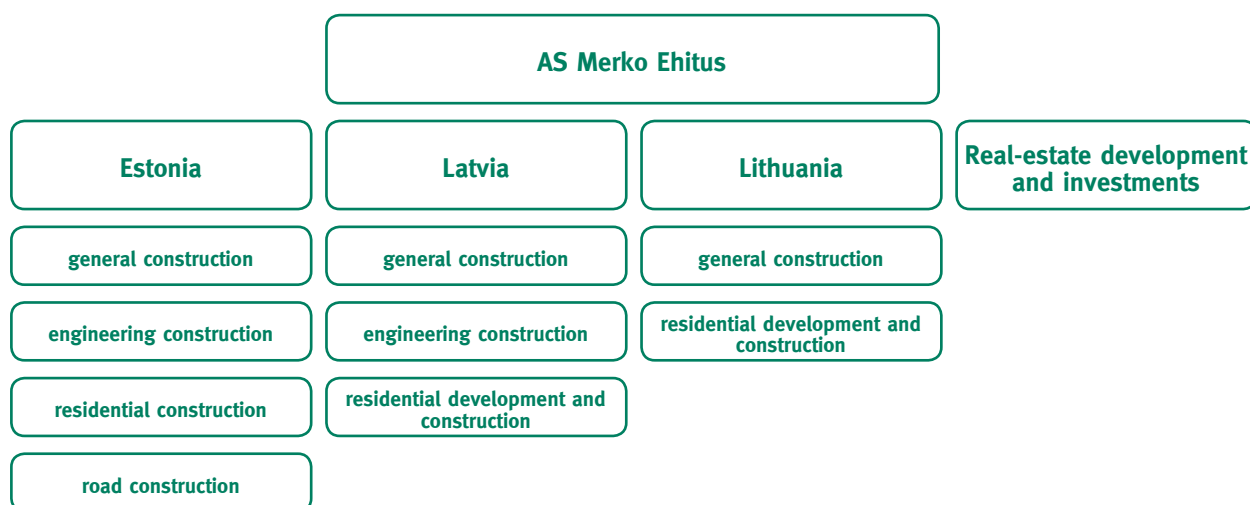 AS Merko Ehitus
Estonia
Latvia
Lithuania
Real-estate development
and investments
general construction
general construction
general construction
engineering construction
engineering construction
residential development and
construction
residential construction
residential development and
construction
road construction